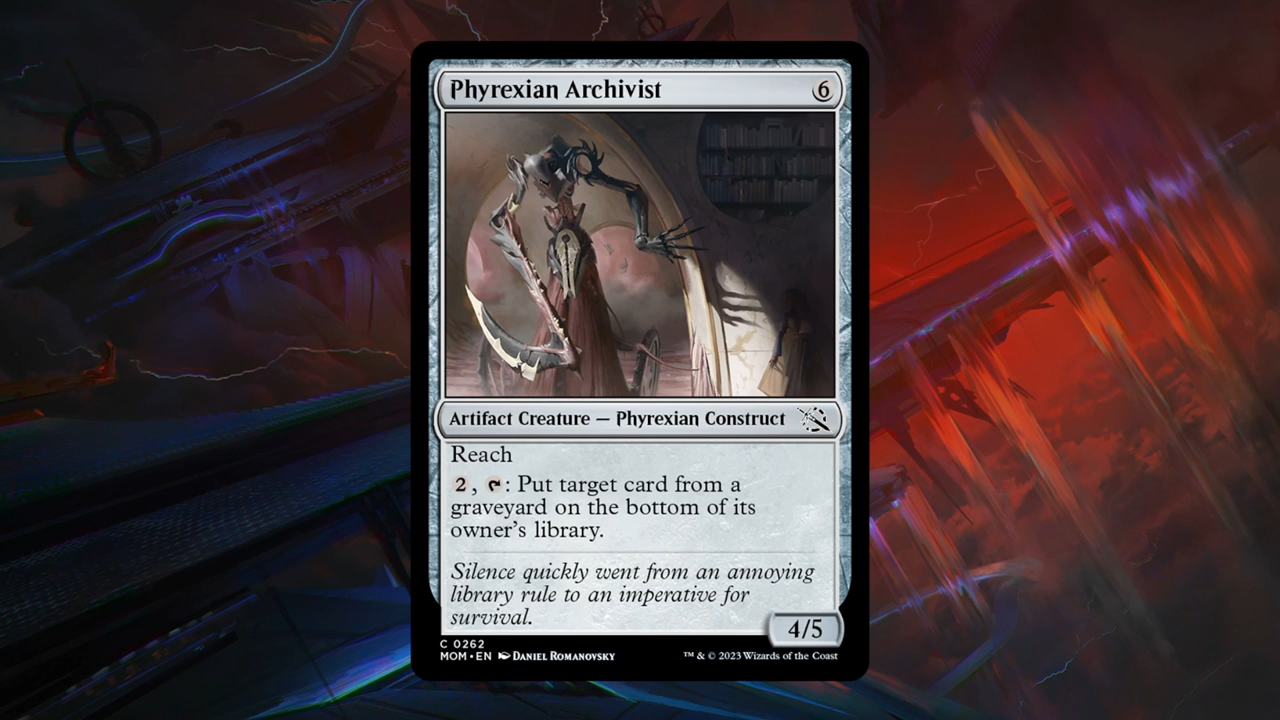 Phyrexian Archivist 6
Artifact Creature — Phyrexian Construct
Reach
2, : Put target card from a
graveyard on the bottom of its
owner's library.
Silence quickly went from an annoying
library rule to an imperative for
survival.
4/5
C 0262
MOM • EN Daniel Romanovsky
™ & © 2023 Wizards of the Coast